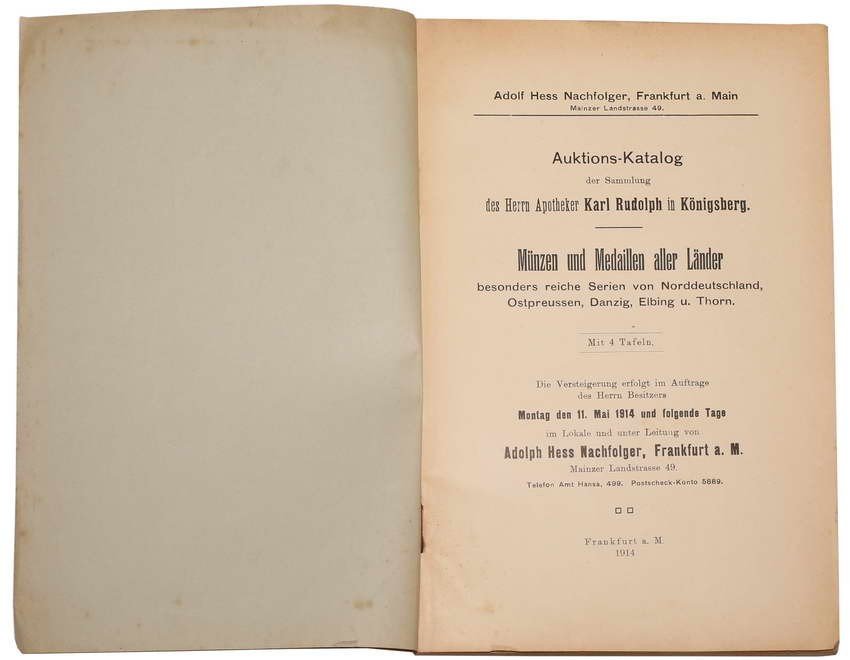 Adolf Hess Nachfolger, Frankfurt a. Main
Mainzer Landstrasse 49.
Auktions-Katalog
der Sammlung
des Herrn Apotheker Karl Rudolph in Königsberg.
Münzen und Medaillen aller Länder
besonders reiche Serien von Norddeutschland,
Ostpreussen, Danzig, Elbing u. Thorn.
Mit 4 Tafeln.
Die Versteigerung erfolgt im Auftrage
des Herrn Besitzers
Montag den 11. Mai 1914 und folgende Tage
im Lokale und unter Leitung von
Adolph Hess Nachfolger, Frankfurt a. M.
Mainzer Landstrasse 49.
Telefon Amt Hansa, 499. Postscheck-Konto 5889.
Frankfurt a. M.
1914